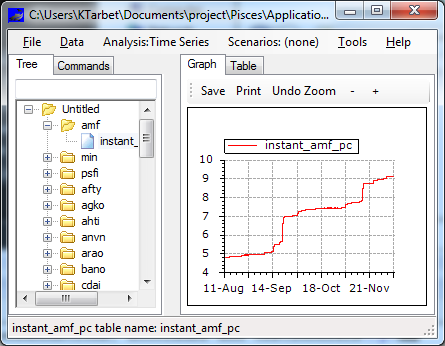 C:\Users\KTarbet\Documents\project\Pisces\Applicatio...
File Data Analysis:Time Series Scenarios: (none) Tools Help
Tree Commands
Untitled
amf
instant_
min
psfi
afty
agko
ahti
anvn
arao
bano
cdai
Graph Table
Save Print Undo Zoom - +
instant_amf_pc
10
9
8
7
6
5
4
11-Aug 14-Sep 18-Oct 21-Nov
instant_amf_pc table name: instant_amf_pc